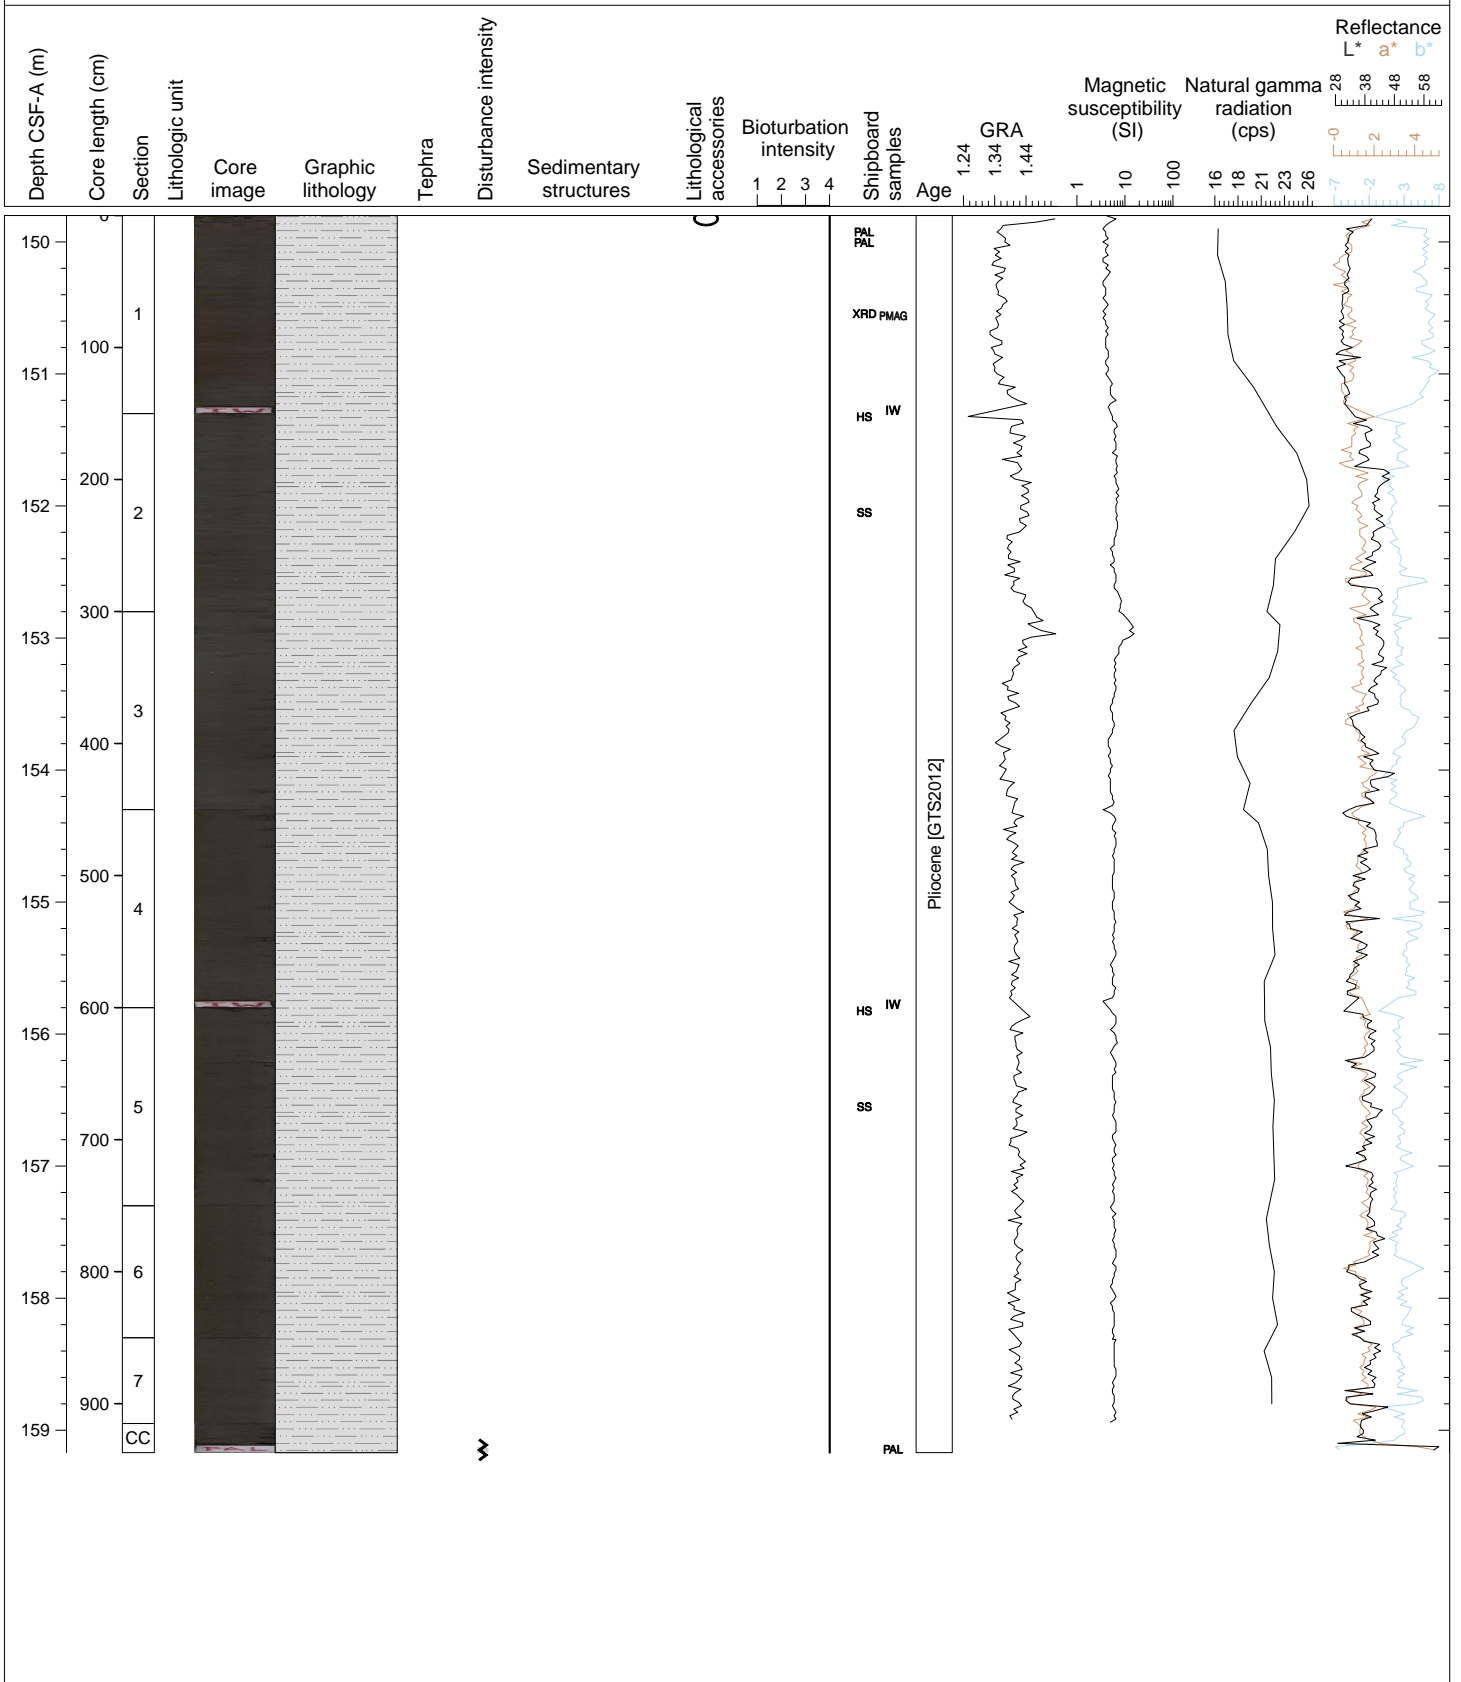 Depth CSF-A (m)
Core length (cm)
Section
Lithologic unit
Core
image
Graphic
lithology
Tephra
Disturbance intensity
Sedimentary
structures
Lithological
accessories
Bioturbation
intensity
1 2 3 4
Shipboard
samples
Age
GRA
1.24 1.34 1.44
Magnetic
susceptibility
(SI)
1 10 100
Natural gamma
radiation
(cps)
16 18 21 23 26
Reflectance
L* a* b*
28 38 48 58
-0 2 4
-7 -2 3 8
0
150
PAL
PAL
1
XRD PMAG
100
151
IW
HS IW
200
152
2
SS
300
153
3
400
154
Pliocene [GTS2012]
500
155
4
600
IW
HS IW
156
5
SS
700
157
6
800
158
7
900
159
CC
PAL
PAL